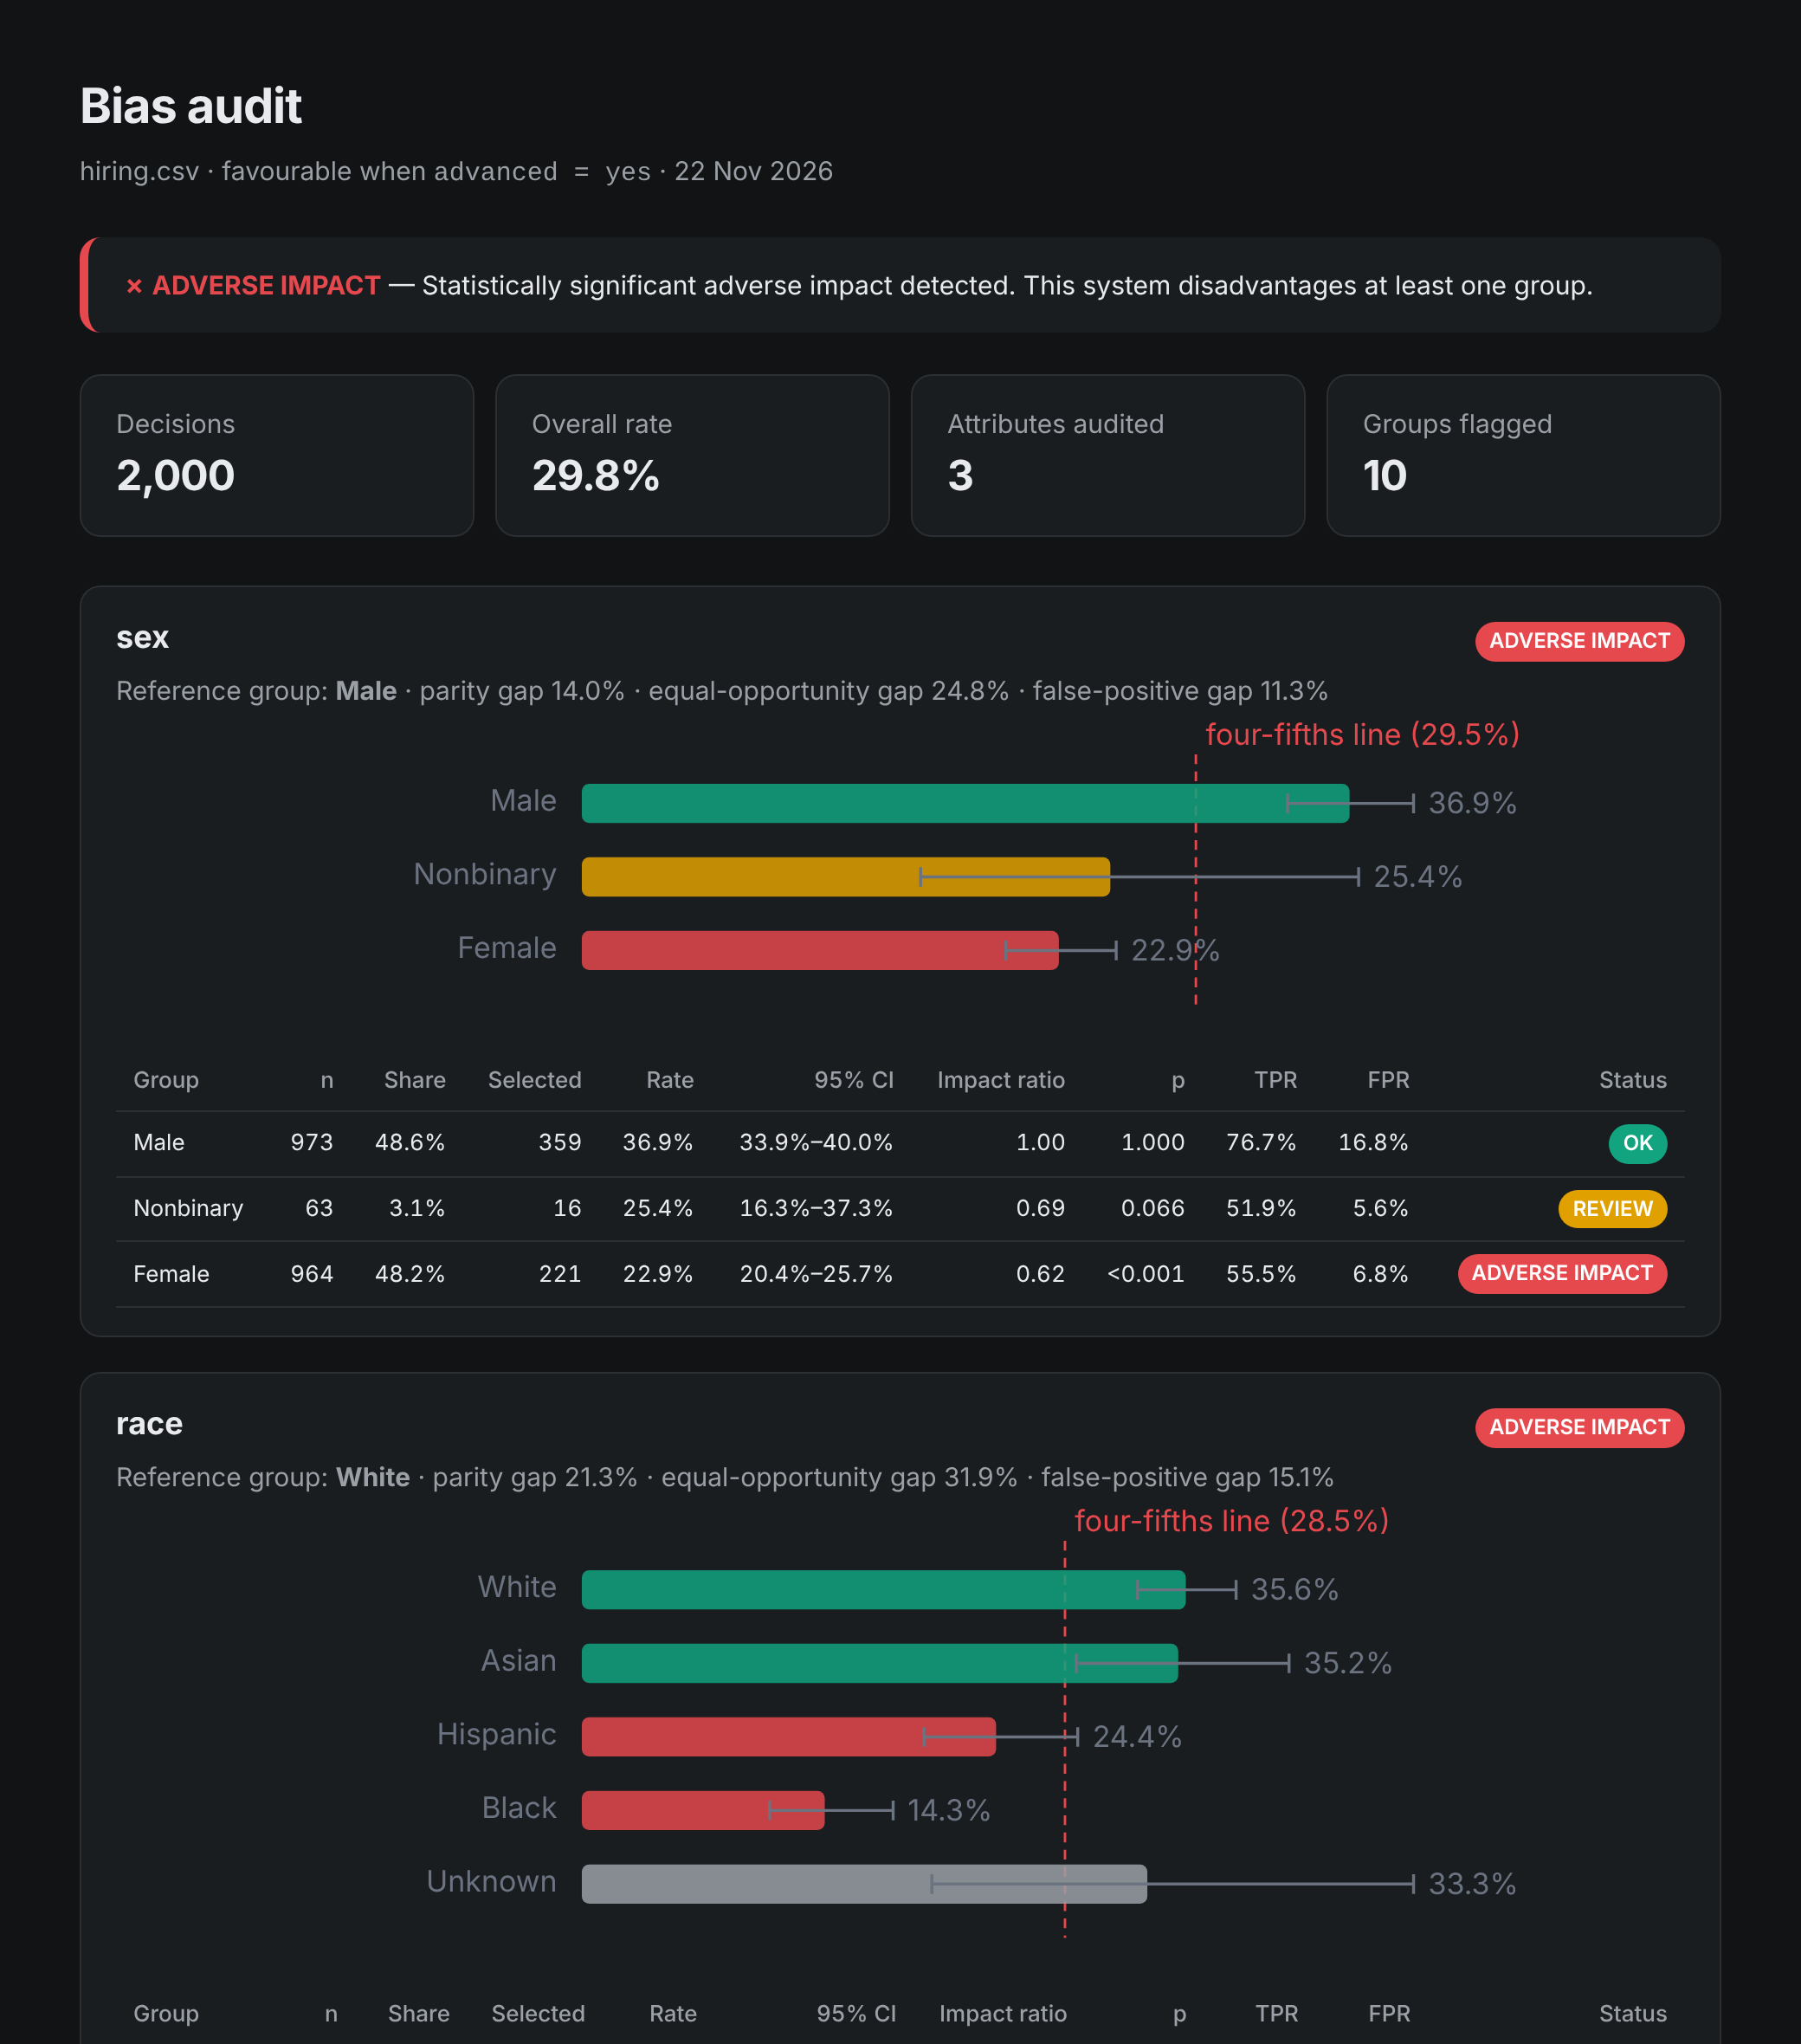 Bias audit
hiring.csv · favourable when advanced = yes · 22 Nov 2026
× ADVERSE IMPACT — Statistically significant adverse impact detected. This system disadvantages at least one group.
Decisions
2,000
Overall rate
29.8%
Attributes audited
3
Groups flagged
10
sex
ADVERSE IMPACT
Reference group: Male · parity gap 14.0% · equal-opportunity gap 24.8% · false-positive gap 11.3%
four-fifths line (29.5%)
Male 36.9%
Nonbinary 25.4%
Female 22.9%
Group n Share Selected Rate 95% CI Impact ratio p TPR FPR Status
Male 973 48.6% 359 36.9% 33.9%–40.0% 1.00 1.000 76.7% 16.8% OK
Nonbinary 63 3.1% 16 25.4% 16.3%–37.3% 0.69 0.066 51.9% 5.6% REVIEW
Female 964 48.2% 221 22.9% 20.4%–25.7% 0.62 <0.001 55.5% 6.8% ADVERSE IMPACT
race
ADVERSE IMPACT
Reference group: White · parity gap 21.3% · equal-opportunity gap 31.9% · false-positive gap 15.1%
four-fifths line (28.5%)
White 35.6%
Asian 35.2%
Hispanic 24.4%
Black 14.3%
Unknown 33.3%
Group n Share Selected Rate 95% CI Impact ratio p TPR FPR Status